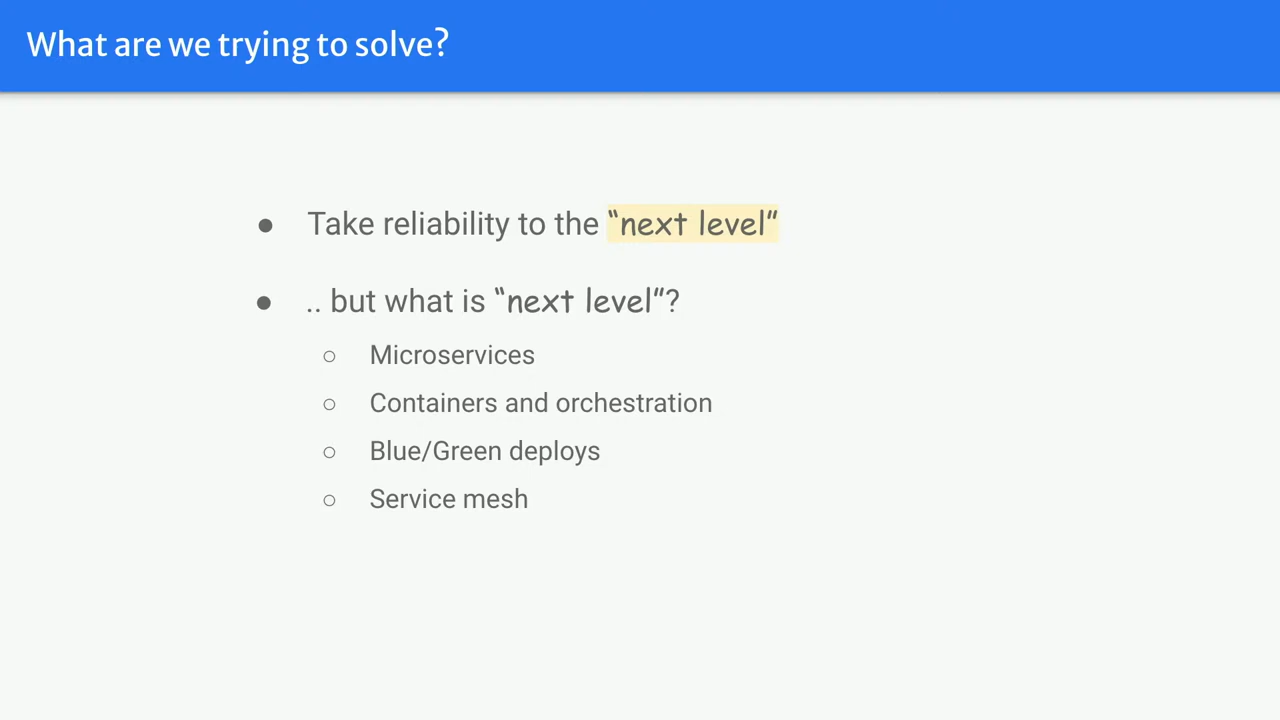 What are we trying to solve?
● Take reliability to the “next level”
● .. but what is “next level”?
○ Microservices
○ Containers and orchestration
○ Blue/Green deploys
○ Service mesh